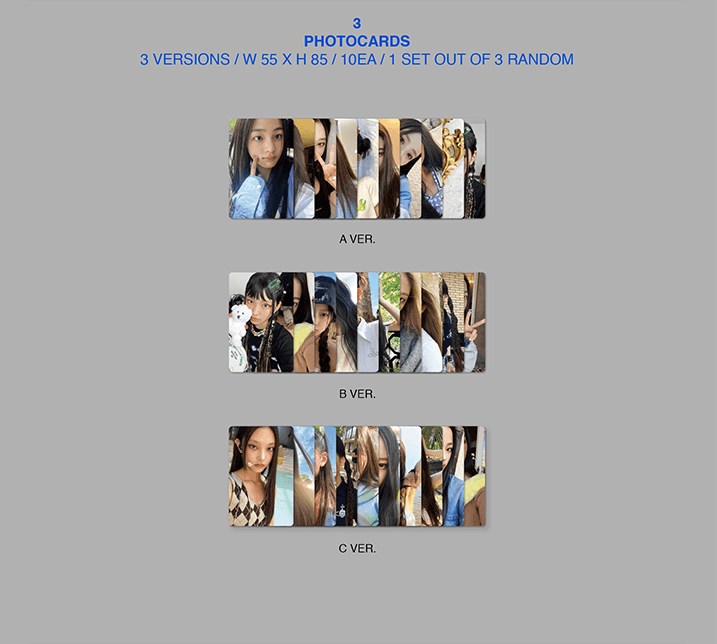 3
PHOTOCARDS
3 VERSIONS / W 55 X H 85 / 10EA / 1 SET OUT OF 3 RANDOM
A VER.
B VER.
C VER.